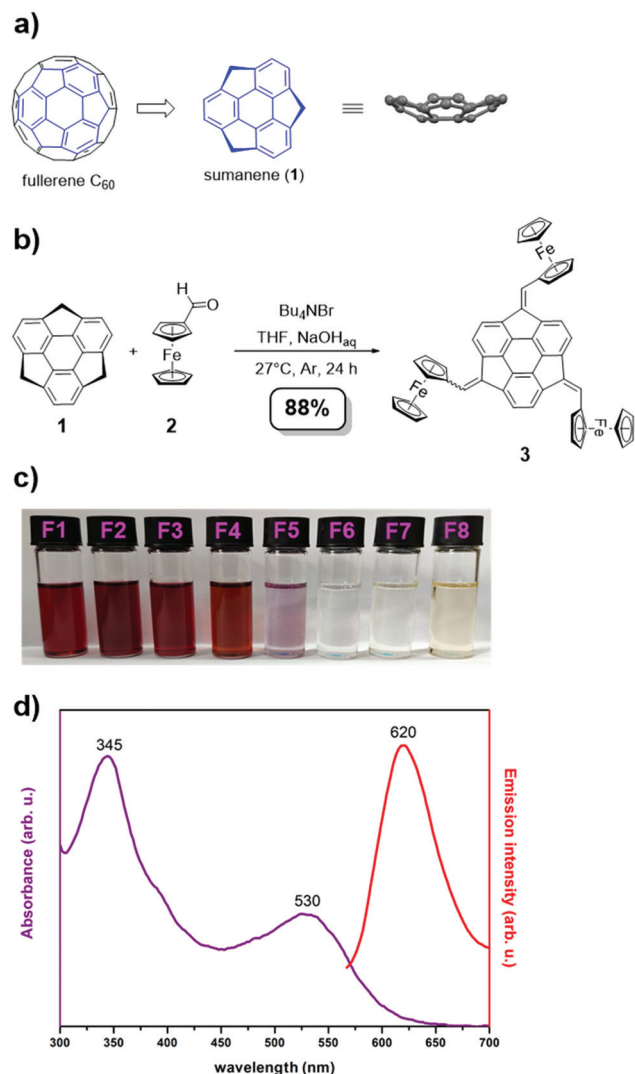 a)
fullerene C60
sumanene (1)
b)
1
+
H
O
Fe
2
Bu4NBr
THF, NaOHaq
27°C, Ar, 24 h
88%
Fe
Fe
Fe
3
c)
F1 F2 F3 F4 F5 F6 F7 F8
d)
Absorbance (arb. u.)
345
530
620
Emission intensity (arb. u.)
300 350 400 450 500 550 600 650 700
wavelength (nm)